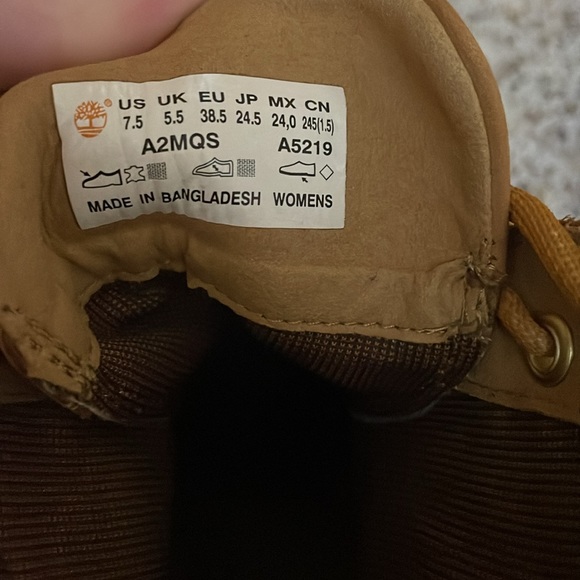 US UK EU JP MX CN
7.5 5.5 38.5 24.5 24,0 245(1.5)
A2MQS A5219
MADE IN BANGLADESH WOMENS